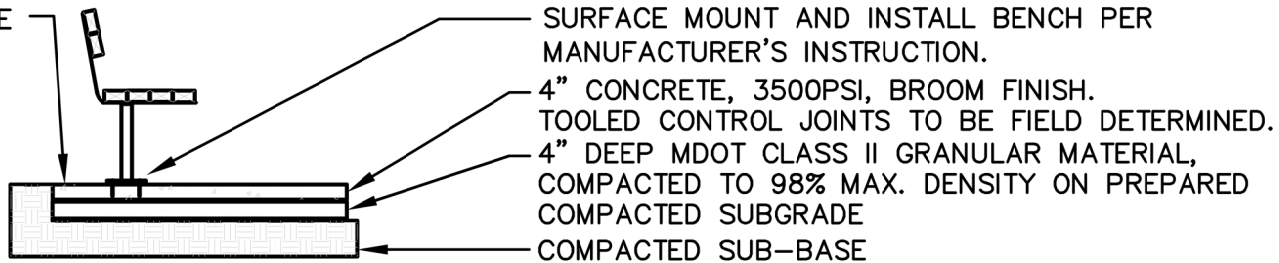 SURFACE MOUNT AND INSTALL BENCH PER
MANUFACTURER'S INSTRUCTION.
4" CONCRETE, 3500PSI, BROOM FINISH.
TOOLED CONTROL JOINTS TO BE FIELD DETERMINED.
4" DEEP MDOT CLASS II GRANULAR MATERIAL,
COMPACTED TO 98% MAX. DENSITY ON PREPARED
COMPACTED SUBGRADE
COMPACTED SUB-BASE